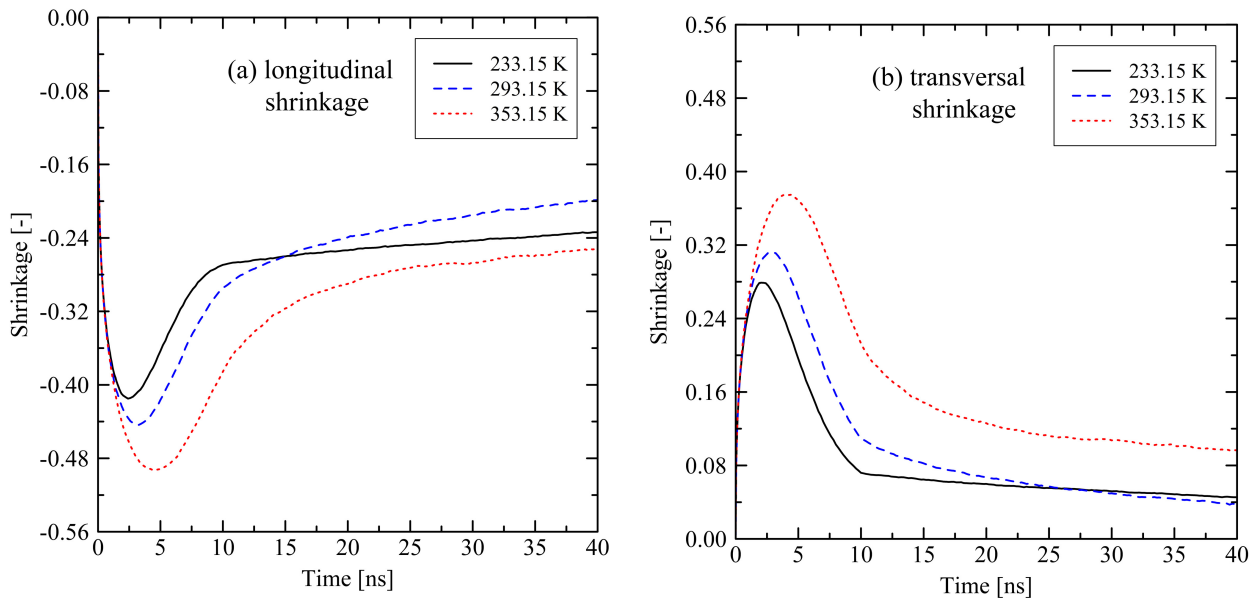 0.00
-0.08
-0.16
-0.24
-0.32
-0.40
-0.48
-0.56
Shrinkage [-]
(a) longitudinal
shrinkage
233.15 K
293.15 K
353.15 K
0 5 10 15 20 25 30 35 40
Time [ns]
0.56
0.48
0.40
0.32
0.24
0.16
0.08
0.00
Shrinkage [-]
(b) transversal
shrinkage
233.15 K
293.15 K
353.15 K
0 5 10 15 20 25 30 35 40
Time [ns]